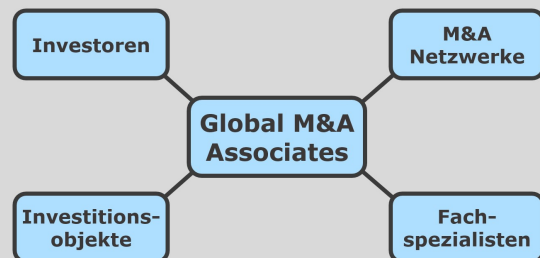 Investoren
M&A
Netzwerke
Global M&A
Associates
Investitions-
objekte
Fach-
spezialisten